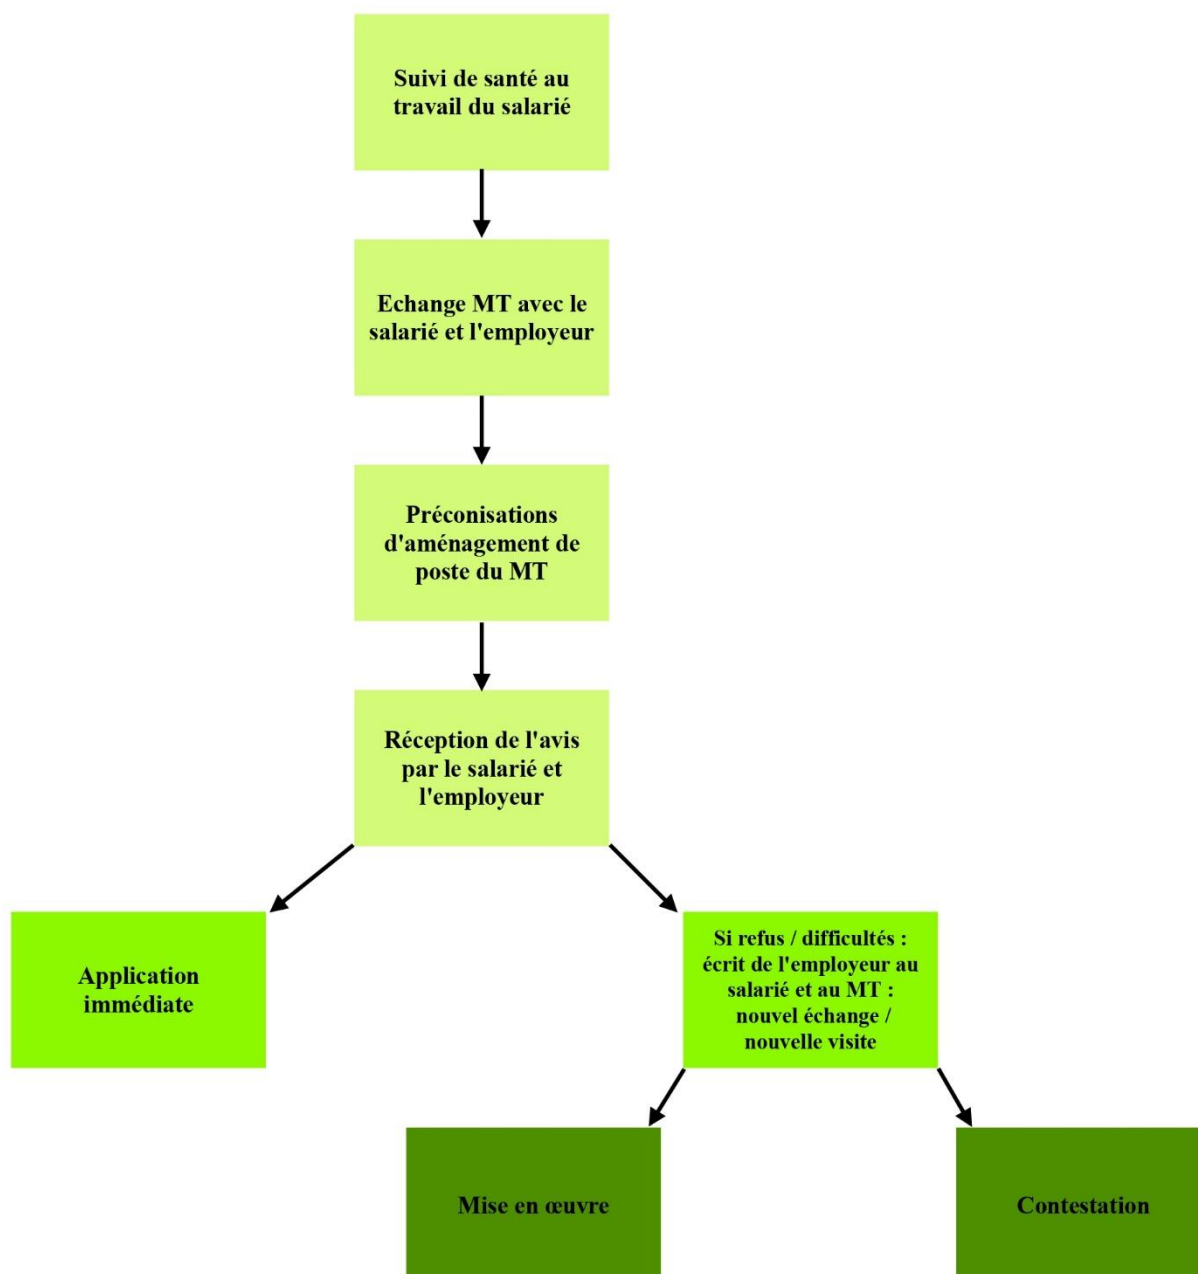 Suivi de santé au
travail du salarié
Echange MT avec le
salarié et l'employeur
Préconisations
d'aménagement de
poste du MT
Réception de l'avis
par le salarié et
l'employeur
Application
immédiate
Si refus / difficultés :
écrit de l'employeur au
salarié et au MT :
nouvel échange /
nouvelle visite
Mise en œuvre
Contestation